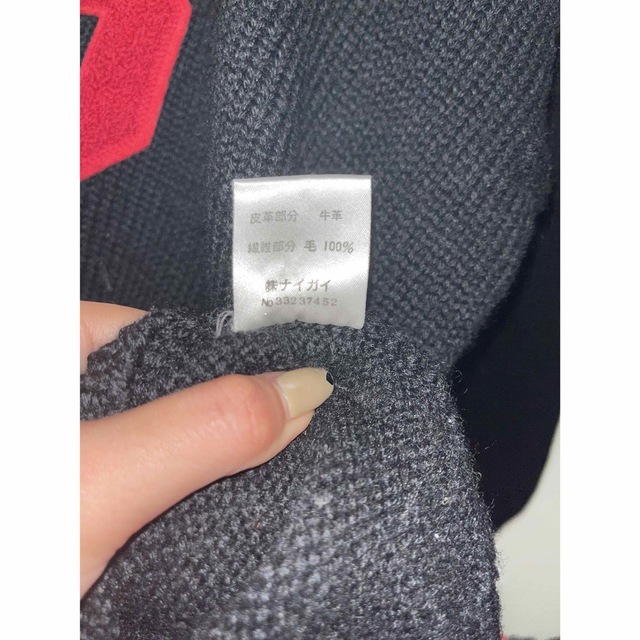 皮革部分 牛革
繊維部分 毛 100%
㈱ナイガイ
№33237452